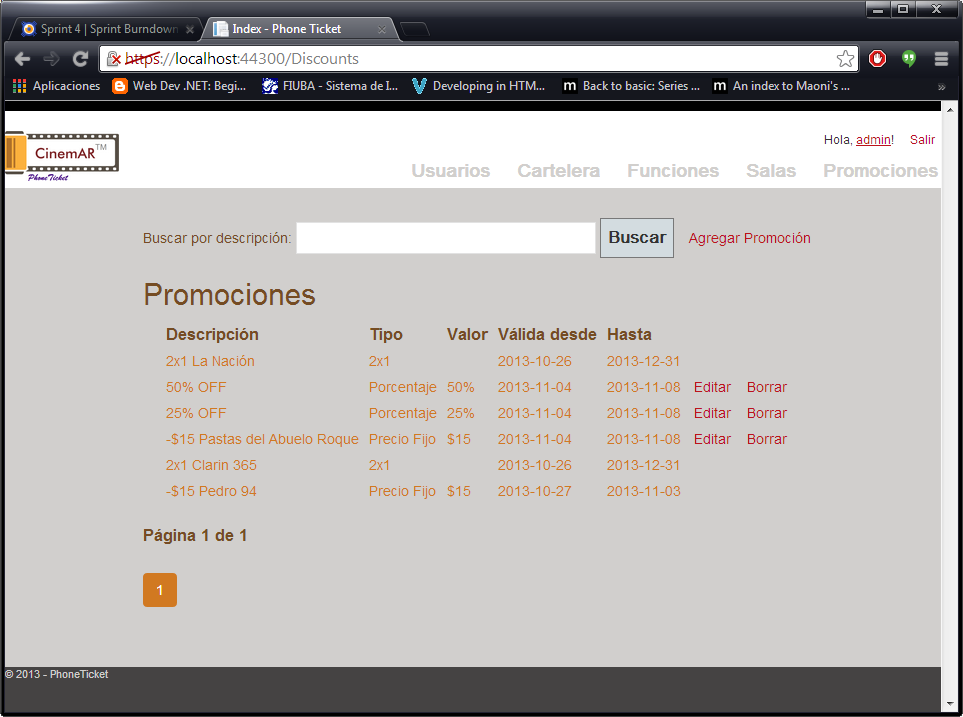 Sprint 4 | Sprint Burndown
Index - Phone Ticket
https://localhost:44300/Discounts
Aplicaciones
Web Dev .NET: Begi...
FIUBA - Sistema de I...
Developing in HTM...
Back to basic: Series ...
An index to Maoni's ...
»
CinemAR™
PhoneTicket
Hola, admin! Salir
Usuarios Cartelera Funciones Salas Promociones
Buscar por descripción: Buscar Agregar Promoción
Promociones
Descripción Tipo Valor Válida desde Hasta
2x1 La Nación 2x1 2013-10-26 2013-12-31
50% OFF Porcentaje 50% 2013-11-04 2013-11-08 Editar Borrar
25% OFF Porcentaje 25% 2013-11-04 2013-11-08 Editar Borrar
-$15 Pastas del Abuelo Roque Precio Fijo $15 2013-11-04 2013-11-08 Editar Borrar
2x1 Clarin 365 2x1 2013-10-26 2013-12-31
-$15 Pedro 94 Precio Fijo $15 2013-10-27 2013-11-03
Página 1 de 1
1
© 2013 - PhoneTicket